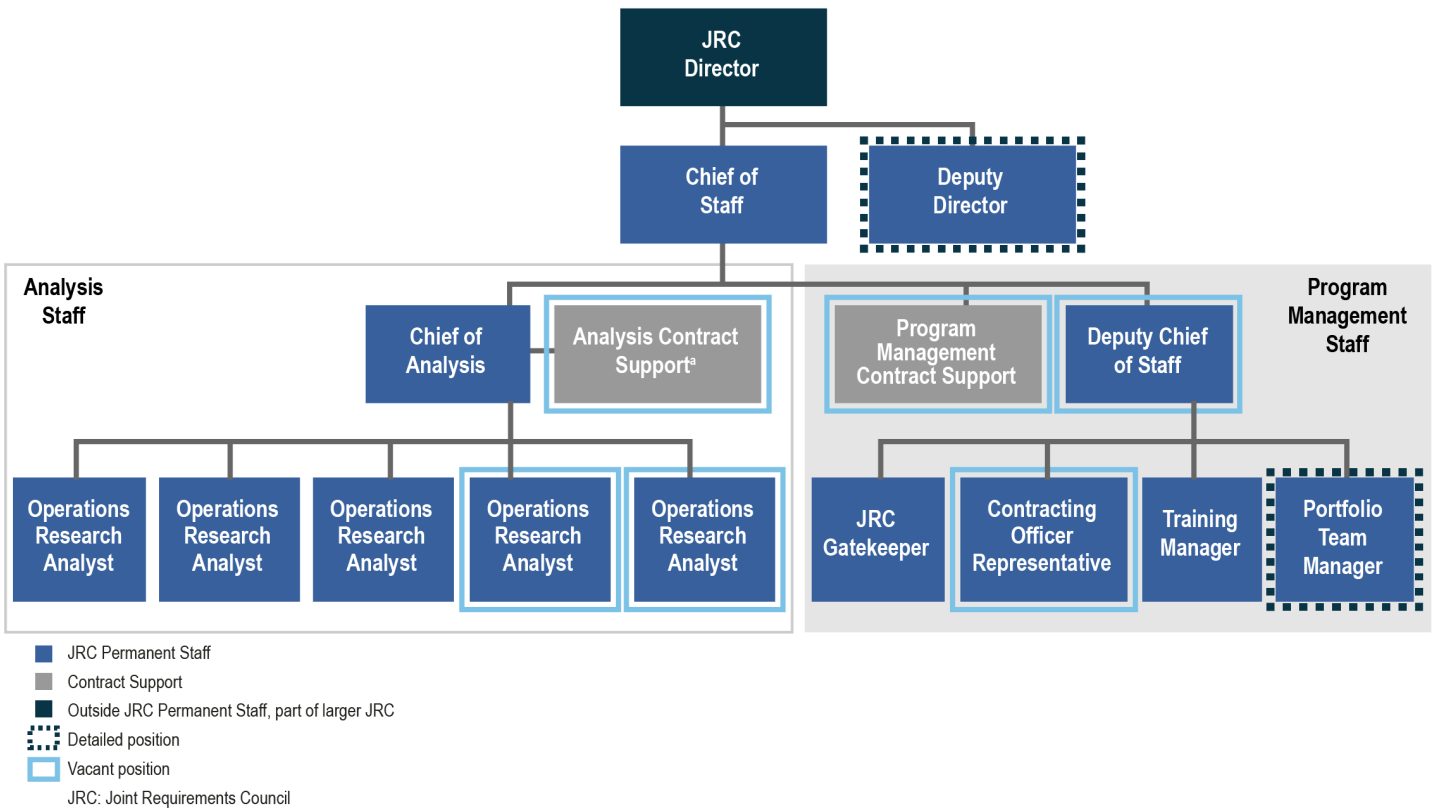 JRC
Director
Chief of
Staff
Deputy
Director
Analysis
Staff
Program
Management
Staff
Chief of
Analysis
Analysis Contract
Supportª
Program
Management
Contract Support
Deputy Chief
of Staff
Operations
Research
Analyst
Operations
Research
Analyst
Operations
Research
Analyst
Operations
Research
Analyst
Operations
Research
Analyst
JRC
Gatekeeper
Contracting
Officer
Representative
Training
Manager
Portfolio
Team
Manager
JRC Permanent Staff
Contract Support
Outside JRC Permanent Staff, part of larger JRC
Detailed position
Vacant position
JRC: Joint Requirements Council